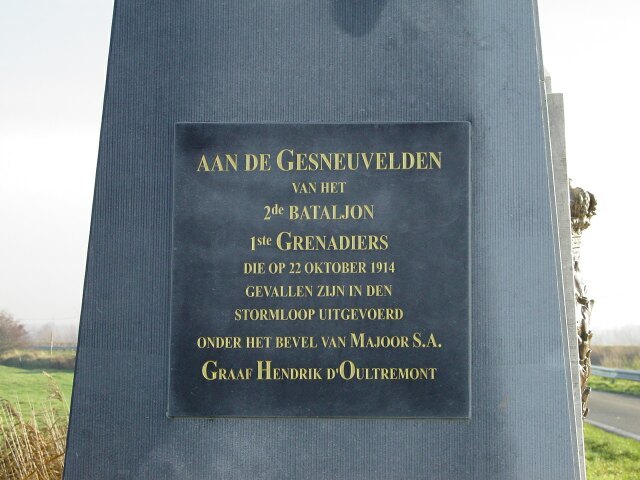 AAN DE GESNEUVELDEN
VAN HET
2de BATALJON
1ste GRENADIERS
DIE OP 22 OKTOBER 1914
GEVALLEN ZIJN IN DEN
STORMLOOP UITGEVOERD
ONDER HET BEVEL VAN MAJOOR S.A.
GRAAF HENDRIK D'OULTREMONT